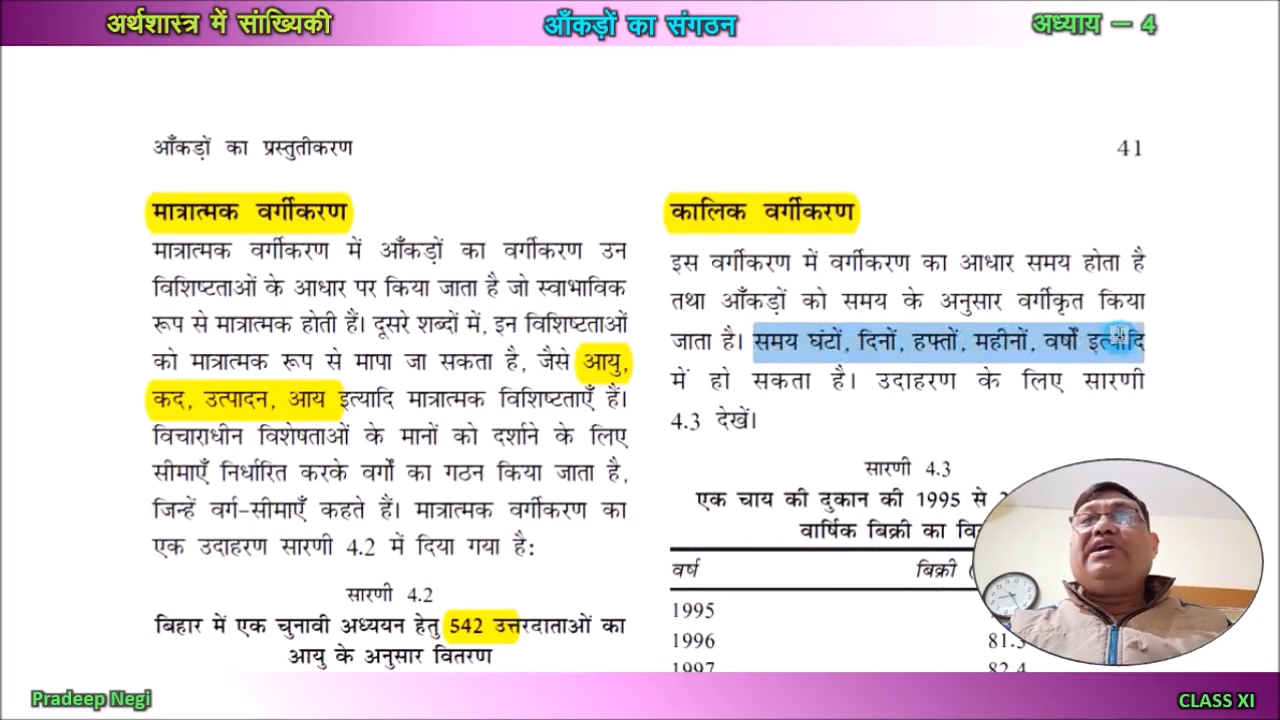 अर्थशास्त्र में सांख्यिकी
आँकड़ों का संगठन
अध्याय – 4
आँकड़ों का प्रस्तुतीकरण
41
मात्रात्मक वर्गीकरण
मात्रात्मक वर्गीकरण में आँकड़ों का वर्गीकरण उन
विशिष्टताओं के आधार पर किया जाता है जो स्वाभाविक
रूप से मात्रात्मक होती हैं। दूसरे शब्दों में, इन विशिष्टताओं
को मात्रात्मक रूप से मापा जा सकता है, जैसे आयु,
कद, उत्पादन, आय इत्यादि मात्रात्मक विशिष्टताएँ हैं।
विचाराधीन विशेषताओं के मानों को दर्शाने के लिए
सीमाएँ निर्धारित करके वर्गों का गठन किया जाता है,
जिन्हें वर्ग-सीमाएँ कहते हैं। मात्रात्मक वर्गीकरण का
एक उदाहरण सारणी 4.2 में दिया गया है:
सारणी 4.2
बिहार में एक चुनावी अध्ययन हेतु 542 उत्तरदाताओं का
आयु के अनुसार वितरण
कालिक वर्गीकरण
इस वर्गीकरण में वर्गीकरण का आधार समय होता है
तथा आँकड़ों को समय के अनुसार वर्गीकृत किया
जाता है। समय घंटों, दिनों, हफ्तों, महीनों, वर्षों इत्यादि
में हो सकता है। उदाहरण के लिए सारणी
4.3 देखें।
सारणी 4.3
एक चाय की दुकान की 1995 से
वार्षिक बिक्री का
वर्ष बिक्री
1995
1996
1997 82.4
Pradeep Negi
CLASS XI